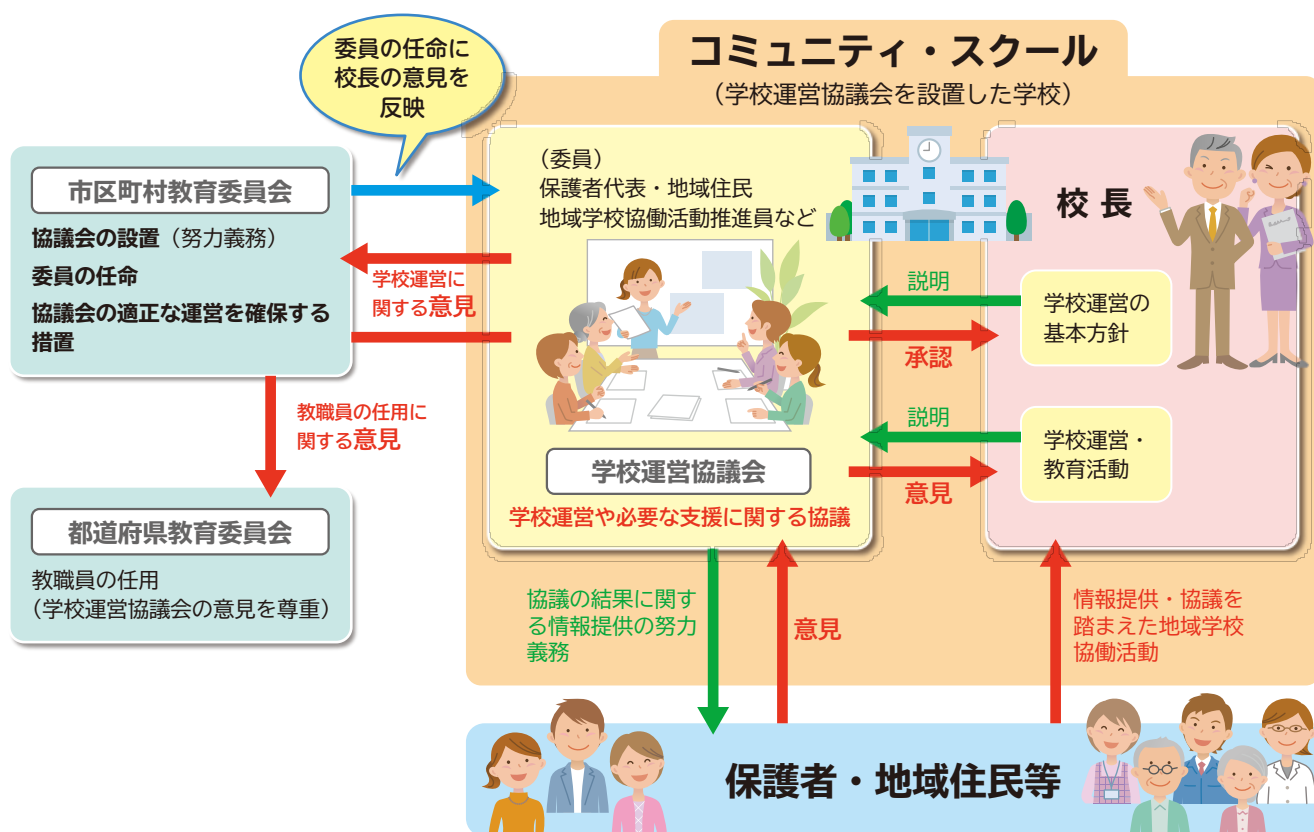 コミュニティ・スクール
(学校運営協議会を設置した学校)
委員の任命に
校長の意見を
反映
市区町村教育委員会
協議会の設置(努力義務)
委員の任命
協議会の適正な運営を確保する
措置
学校運営に
関する意見
教職員の任用に
関する意見
都道府県教育委員会
教職員の任用
(学校運営協議会の意見を尊重)
(委員)
保護者代表・地域住民
地域学校協働活動推進員など
学校運営協議会
学校運営や必要な支援に関する協議
校長
説明
承認
学校運営の
基本方針
説明
意見
学校運営・
教育活動
協議の結果に関す
る情報提供の努力
義務
意見
情報提供・協議を
踏まえた地域学校
協働活動
保護者・地域住民等